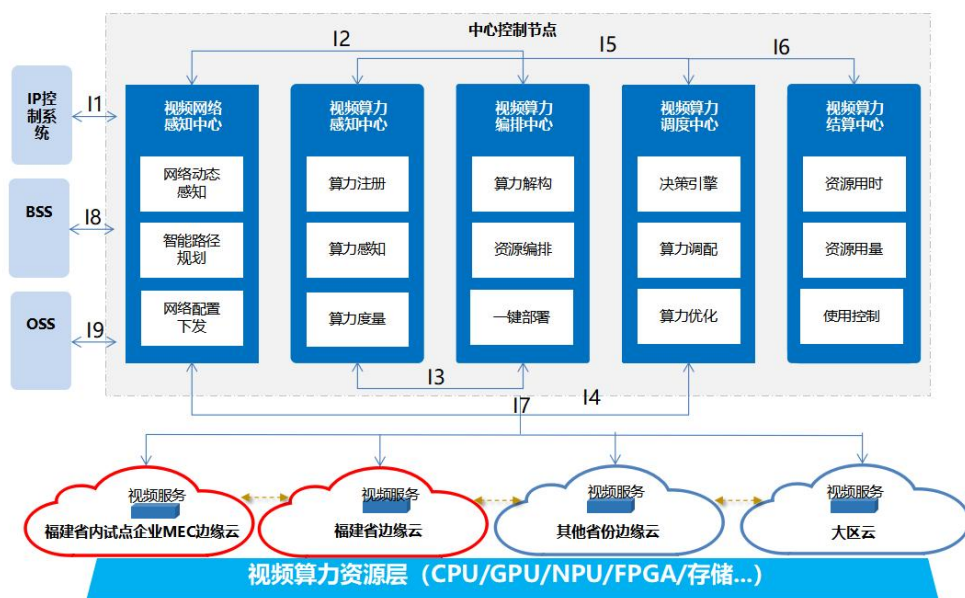 中心控制节点
I2
I5
I6
IP控
制系
统
I1
BSS
I8
OSS
I9
视频网络
感知中心
网络动态
感知
智能路径
规划
网络配置
下发
视频算力
感知中心
算力注册
算力感知
算力度量
视频算力
编排中心
算力解构
资源编排
一键部署
视频算力
调度中心
决策引擎
算力调配
算力优化
视频算力
结算中心
资源用时
资源用量
使用控制
I3
I4
I7
视频服务
福建省内试点企业MEC边缘云
视频服务
福建省边缘云
视频服务
其他省份边缘云
视频服务
大区云
视频算力资源层（CPU/GPU/NPU/FPGA/存储...）